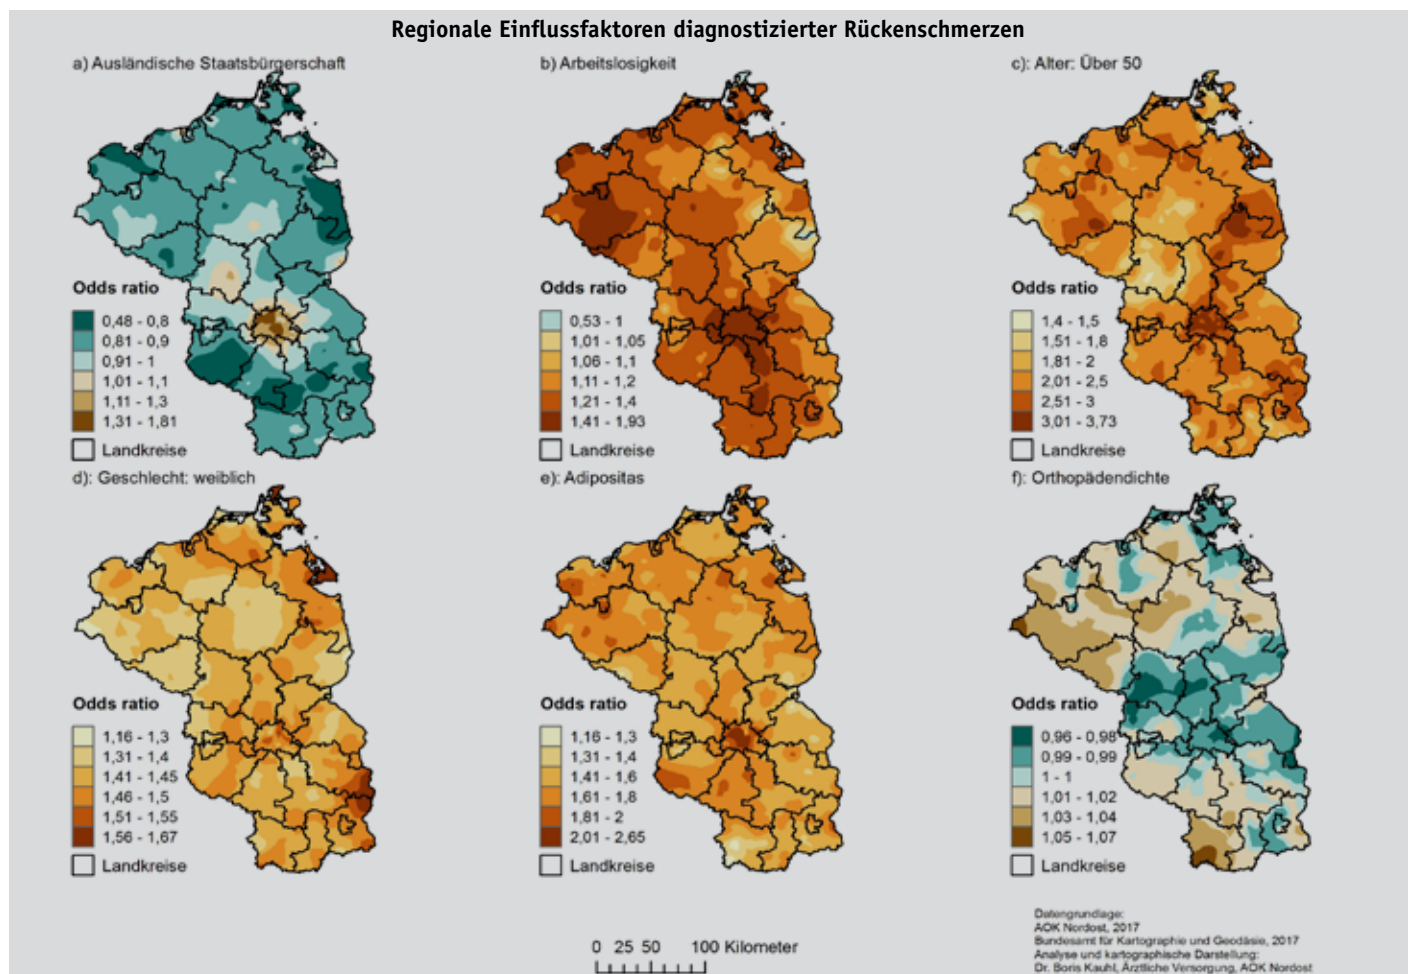 Regionale Einflussfaktoren diagnostizierter Rückenschmerzen
a) Ausländische Staatsbürgerschaft
Odds ratio
0,48 - 0,8
0,81 - 0,9
0,91 - 1
1,01 - 1,1
1,11 - 1,3
1,31 - 1,81
Landkreise
b) Arbeitslosigkeit
Odds ratio
0,53 - 1
1,01 - 1,05
1,06 - 1,1
1,11 - 1,2
1,21 - 1,4
1,41 - 1,93
Landkreise
c): Alter: Über 50
Odds ratio
1,4 - 1,5
1,51 - 1,8
1,81 - 2
2,01 - 2,5
2,51 - 3
3,01 - 3,73
Landkreise
d): Geschlecht: weiblich
Odds ratio
1,16 - 1,3
1,31 - 1,4
1,41 - 1,45
1,46 - 1,5
1,51 - 1,55
1,56 - 1,67
Landkreise
e): Adipositas
Odds ratio
1,16 - 1,3
1,31 - 1,4
1,41 - 1,6
1,61 - 1,8
1,81 - 2
2,01 - 2,65
Landkreise
f): Orthopädendichte
Odds ratio
0,96 - 0,98
0,99 - 0,99
1 - 1
1,01 - 1,02
1,03 - 1,04
1,05 - 1,07
Landkreise
0 25 50 100 Kilometer
Datengrundlage:
AOK Nordost, 2017
Bundesamt für Kartographie und Geodäsie, 2017
Analyse und kartographische Darstellung:
Dr. Boris Kauhl, Ärztliche Versorgung, AOK Nordost